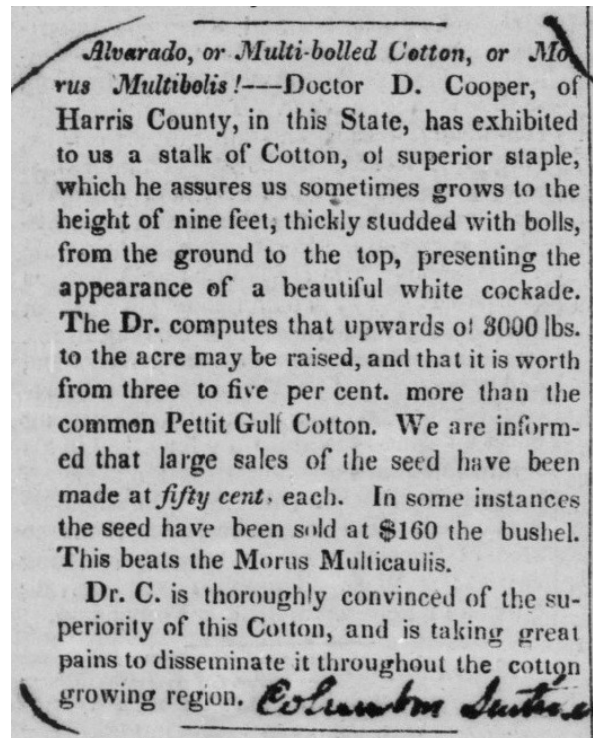 Alvarado, or Multi-bolled Cotton, or Mo-
rus Multibolis!---Doctor D. Cooper, of
Harris County, in this State, has exhibited
to us a stalk of Cotton, of superior staple,
which he assures us sometimes grows to the
height of nine feet, thickly studded with bolls,
from the ground to the top, presenting the
appearance of a beautiful white cockade.
The Dr. computes that upwards of 3000 lbs.
to the acre may be raised, and that it is worth
from three to five per cent. more than the
common Pettit Gulf Cotton. We are inform-
ed that large sales of the seed have been
made at fifty cent. each. In some instances
the seed have been sold at $160 the bushel.
This beats the Morus Multicaulis.
Dr. C. is thoroughly convinced of the su-
periority of this Cotton, and is taking great
pains to disseminate it throughout the cotton
growing region. Columbus